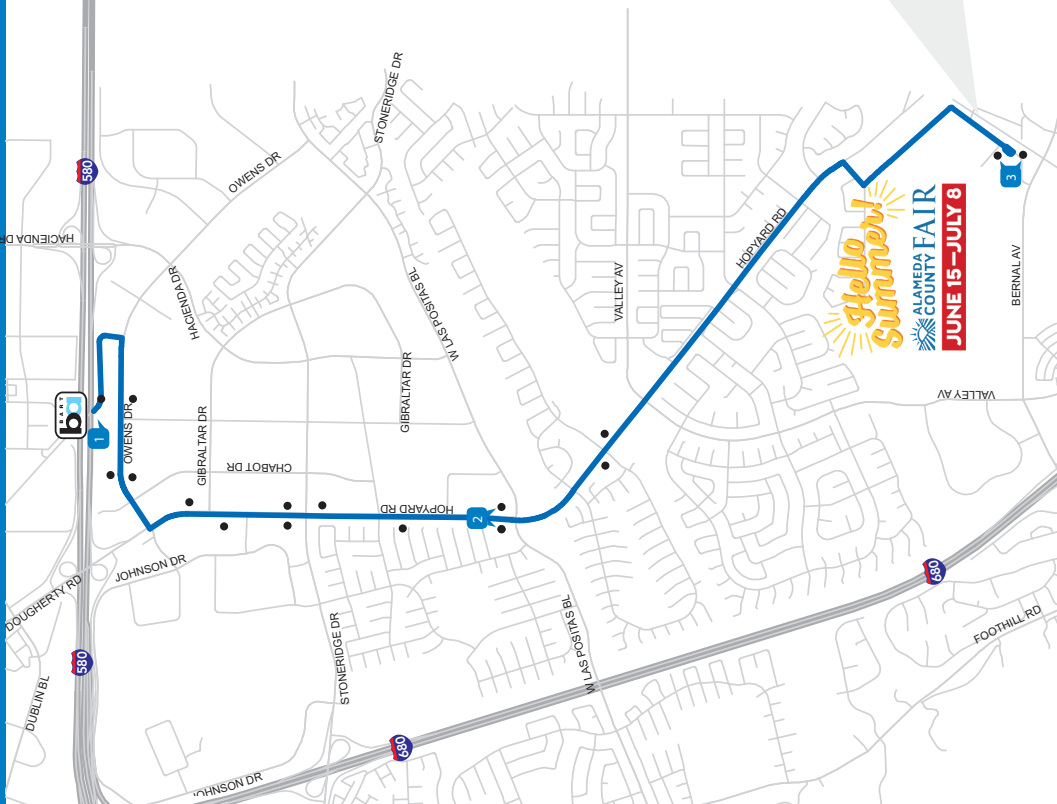 580
HACIENDA DR
OWENS DR
STONERIDGE DR
HACIENDA DR
W LAS POSITAS BL
VALLEY AV
HOPYARD RD
Hello
Summer!
ALAMEDA
COUNTY FAIR
JUNE 15–JULY 8
3
BERNAL AV
VALLEY AV
BART
ba
1
OWENS DR
GIBRALTAR DR
GIBRALTAR DR
CHABOT DR
HOPYARD RD
2
JOHNSON DR
DOUGHERTY RD
580
DUBLIN BL
STONERIDGE DR
W LAS POSITAS BL
680
FOOTHILL RD
680
JOHNSON DR